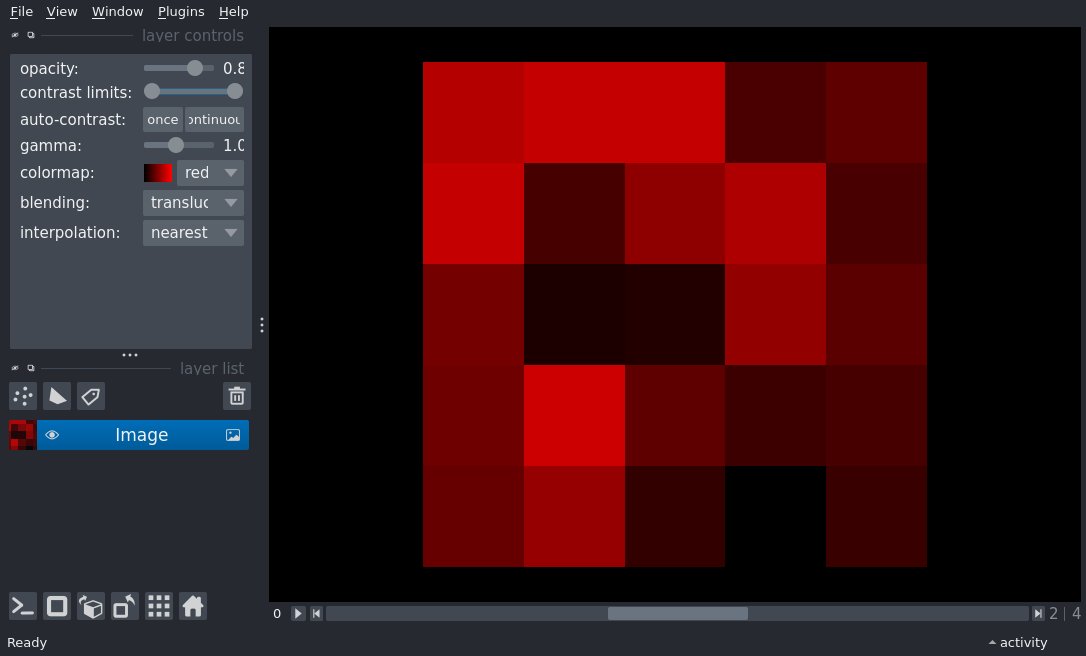 File View Window Plugins Help
layer controls
opacity: 0.8
contrast limits:
auto-contrast: once ontinuou
gamma: 1.0
colormap: red
blending: transluc
interpolation: nearest
layer list
Image
0 2 | 4
Ready
activity